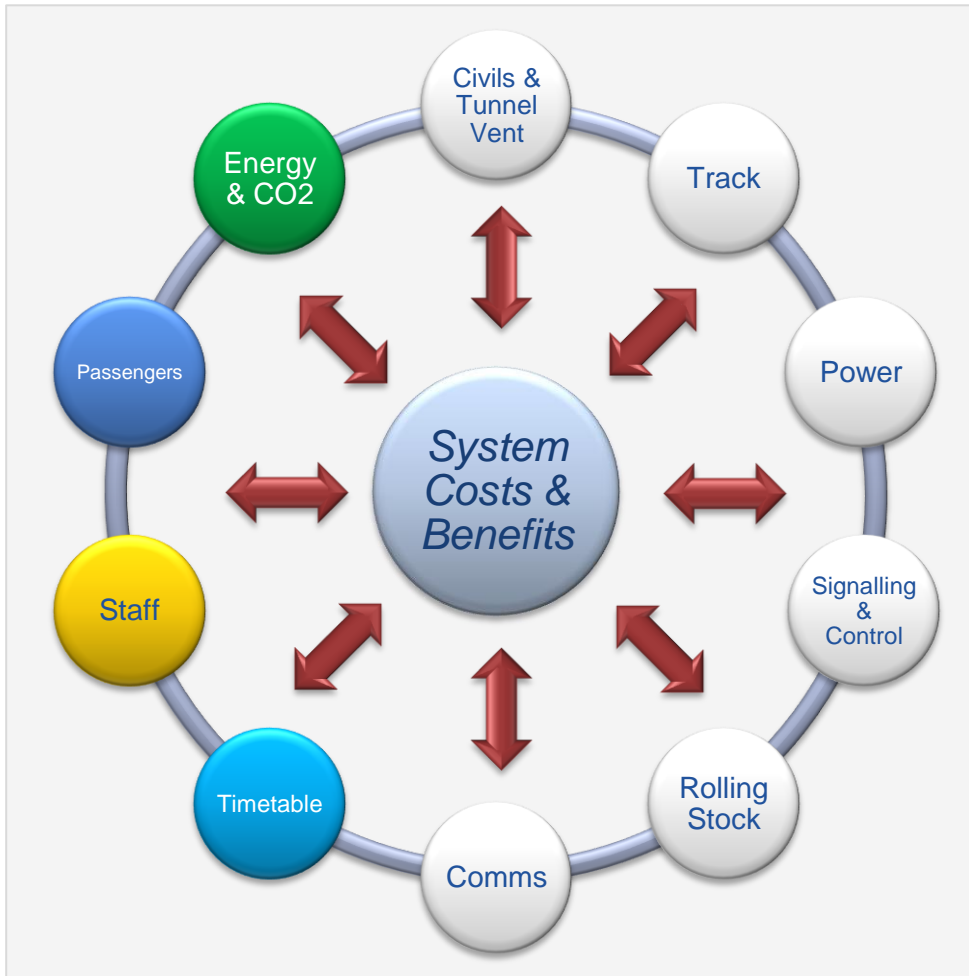 Civils &
Tunnel
Vent
Track
Power
Signalling
&
Control
Rolling
Stock
Comms
Timetable
Staff
Passengers
Energy
& CO2
System
Costs &
Benefits